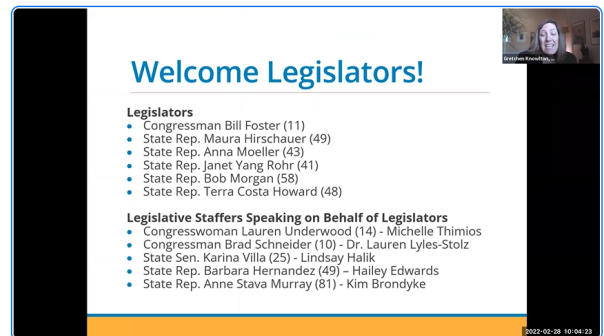 Welcome Legislators!
Gretchen Knowlton, ...
Legislators
• Congressman Bill Foster (11)
• State Rep. Maura Hirschauer (49)
• State Rep. Anna Moeller (43)
• State Rep. Janet Yang Rohr (41)
• State Rep. Bob Morgan (58)
• State Rep. Terra Costa Howard (48)
Legislative Staffers Speaking on Behalf of Legislators
• Congresswoman Lauren Underwood (14) - Michelle Thimios
• Congressman Brad Schneider (10) - Dr. Lauren Lyles-Stolz
• State Sen. Karina Villa (25) - Lindsay Halik
• State Rep. Barbara Hernandez (49) – Hailey Edwards
• State Rep. Anne Stava Murray (81) - Kim Brondyke
2022-02-28 10:04:23